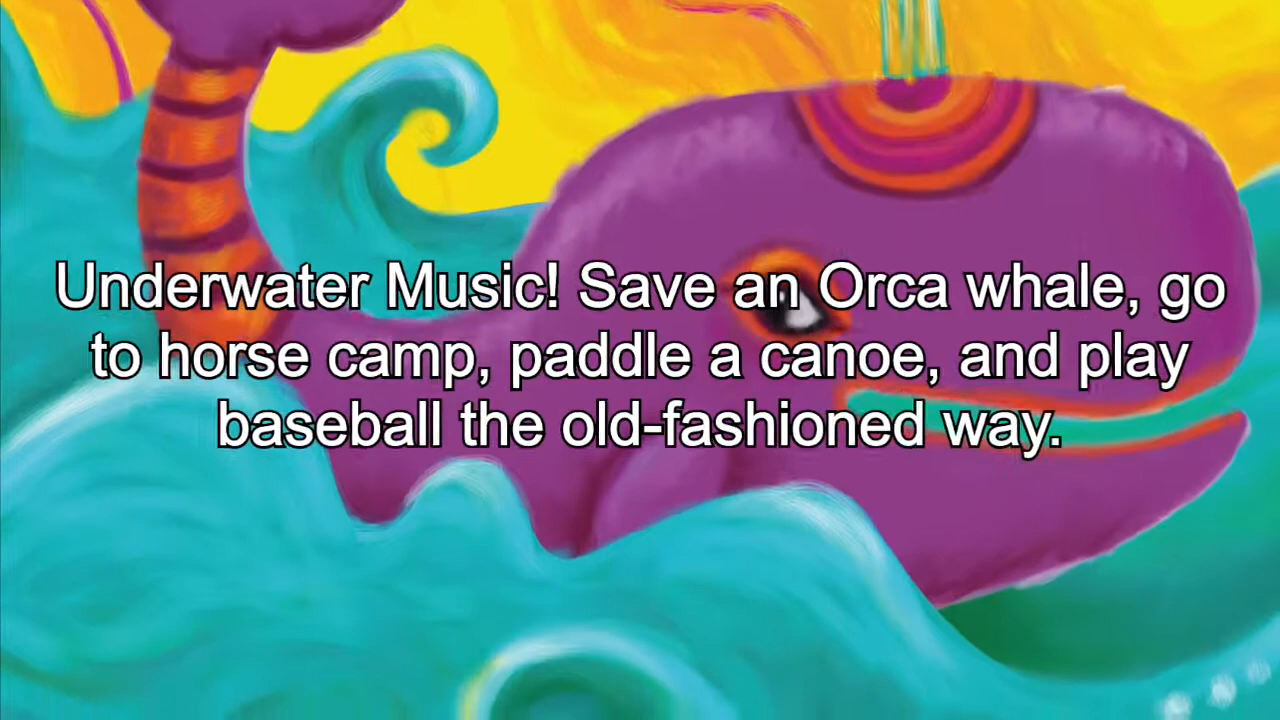 Underwater Music! Save an Orca whale, go
to horse camp, paddle a canoe, and play
baseball the old-fashioned way.